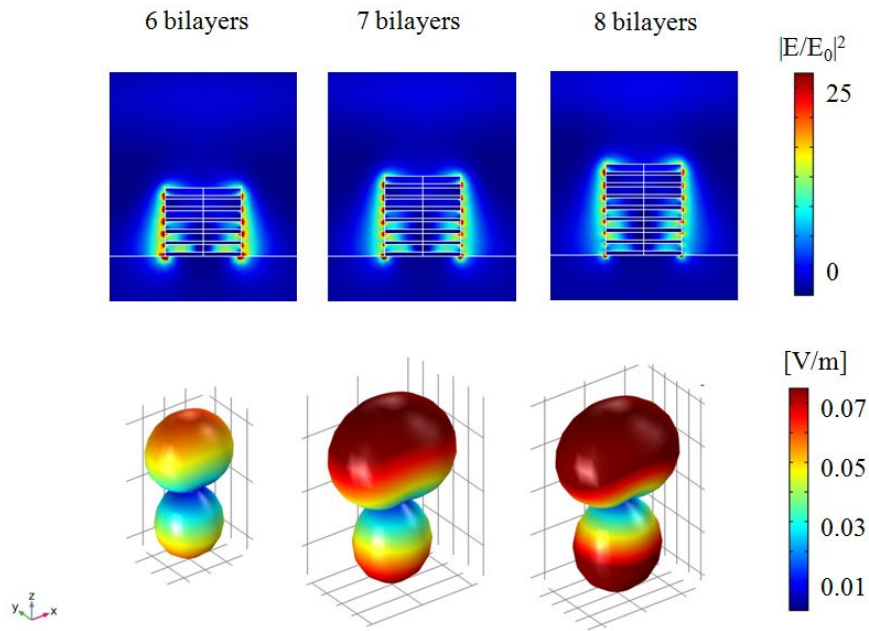 6 bilayers
7 bilayers
8 bilayers
|E/E₀|²
25
0
[V/m]
0.07
0.05
0.03
0.01
z
y
x